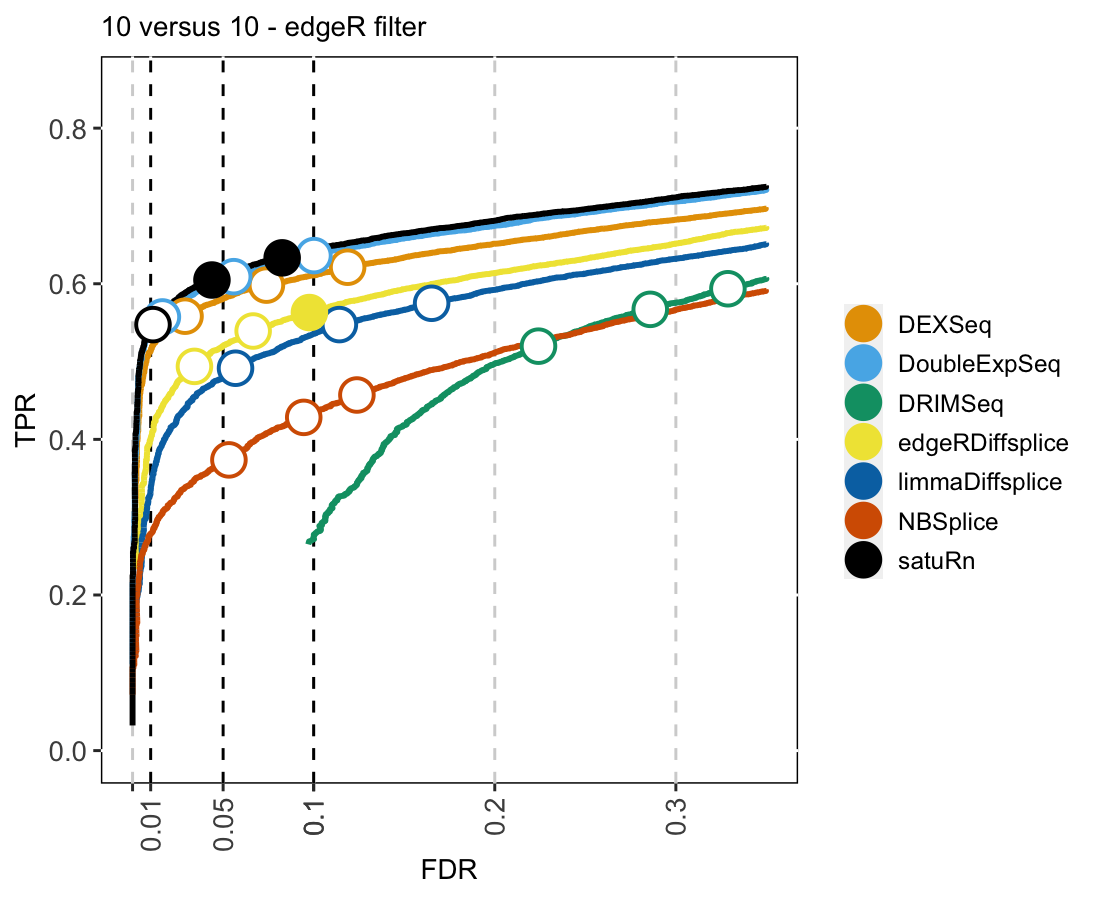 10 versus 10 - edgeR filter
TPR
0.8
0.6
0.4
0.2
0.0
0.01
0.05
0.1
0.2
0.3
FDR
DEXSeq
DoubleExpSeq
DRIMSeq
edgeRDiffsplice
limmaDiffsplice
NBSplice
satuRn